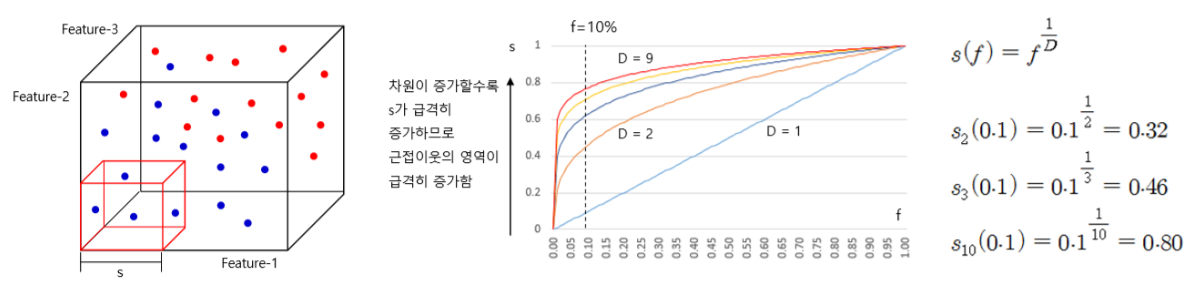 Feature-3
Feature-2
Feature-1
s
f=10%
s
차원이 증가할수록
s가 급격히
증가하므로
근접이웃의 영역이
급격히 증가함
1
0.8
0.6
0.4
0.2
0
D = 9
D = 2
D = 1
f
0.00 0.05 0.10 0.15 0.20 0.25 0.30 0.35 0.40 0.45 0.50 0.55 0.60 0.65 0.70 0.75 0.80 0.85 0.90 0.95 1.00
s(f) = f^{1/D}
s_2(0.1) = 0.1^{1/2} = 0.32
s_3(0.1) = 0.1^{1/3} = 0.46
s_{10}(0.1) = 0.1^{1/10} = 0.80